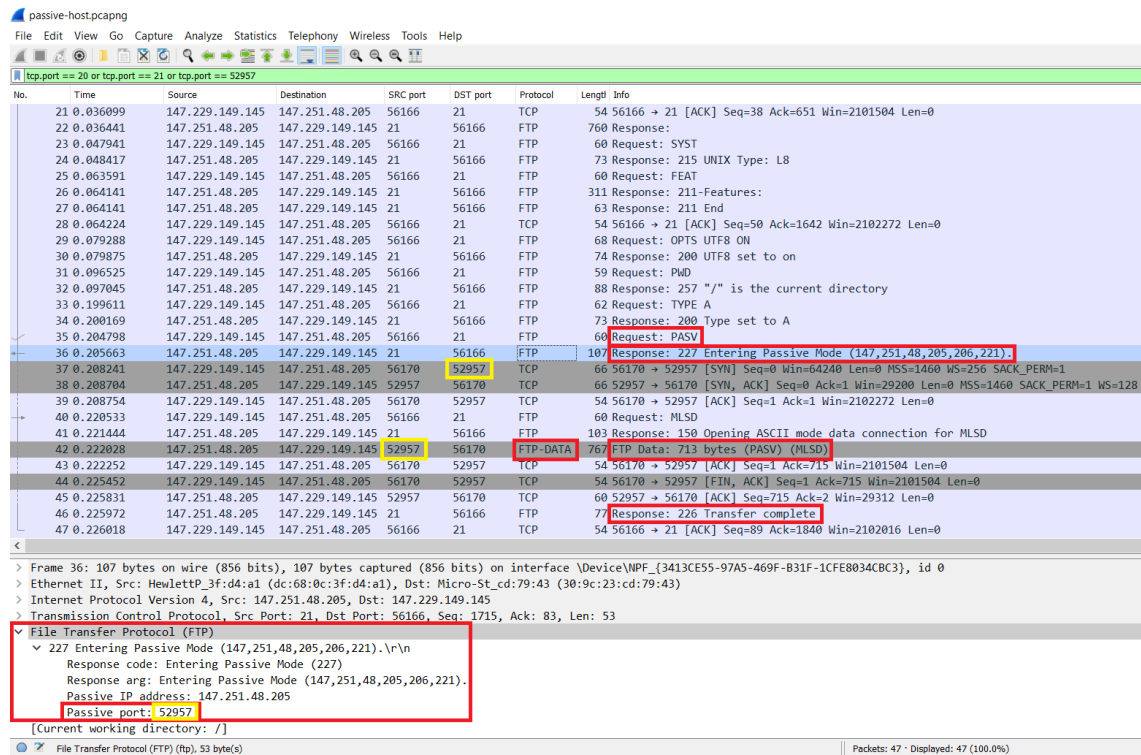 passive-host.pcapng
File Edit View Go Capture Analyze Statistics Telephony Wireless Tools Help
tcp.port == 20 or tcp.port == 21 or tcp.port == 52957
No. Time Source Destination SRC port DST port Protocol Lengtl Info
21 0.036099 147.229.149.145 147.251.48.205 56166 21 TCP 54 56166 → 21 [ACK] Seq=38 Ack=651 Win=2101504 Len=0
22 0.036441 147.251.48.205 147.229.149.145 21 56166 FTP 760 Response:
23 0.047941 147.229.149.145 147.251.48.205 56166 21 FTP 60 Request: SYST
24 0.048417 147.251.48.205 147.229.149.145 21 56166 FTP 73 Response: 215 UNIX Type: L8
25 0.063591 147.229.149.145 147.251.48.205 56166 21 FTP 60 Request: FEAT
26 0.064141 147.251.48.205 147.229.149.145 21 56166 FTP 311 Response: 211-Features:
27 0.064141 147.251.48.205 147.229.149.145 21 56166 FTP 63 Response: 211 End
28 0.064224 147.229.149.145 147.251.48.205 56166 21 TCP 54 56166 → 21 [ACK] Seq=50 Ack=1642 Win=2102272 Len=0
29 0.079288 147.229.149.145 147.251.48.205 56166 21 FTP 68 Request: OPTS UTF8 ON
30 0.079875 147.251.48.205 147.229.149.145 21 56166 FTP 74 Response: 200 UTF8 set to on
31 0.096525 147.229.149.145 147.251.48.205 56166 21 FTP 59 Request: PWD
32 0.097045 147.251.48.205 147.229.149.145 21 56166 FTP 88 Response: 257 "/" is the current directory
33 0.199611 147.229.149.145 147.251.48.205 56166 21 FTP 62 Request: TYPE A
34 0.200169 147.251.48.205 147.229.149.145 21 56166 FTP 73 Response: 200 Type set to A
35 0.204798 147.229.149.145 147.251.48.205 56166 21 FTP 60 Request: PASV
36 0.205663 147.251.48.205 147.229.149.145 21 56166 FTP 107 Response: 227 Entering Passive Mode (147,251,48,205,206,221).
37 0.208241 147.229.149.145 147.251.48.205 56170 52957 TCP 66 56170 → 52957 [SYN] Seq=0 Win=64240 Len=0 MSS=1460 WS=256 SACK_PERM=1
38 0.208704 147.251.48.205 147.229.149.145 52957 56170 TCP 66 52957 → 56170 [SYN, ACK] Seq=0 Ack=1 Win=29200 Len=0 MSS=1460 SACK_PERM=1 WS=128
39 0.208754 147.229.149.145 147.251.48.205 56170 52957 TCP 54 56170 → 52957 [ACK] Seq=1 Ack=1 Win=2102272 Len=0
40 0.220533 147.229.149.145 147.251.48.205 56166 21 FTP 60 Request: MLSD
41 0.221444 147.251.48.205 147.229.149.145 21 56166 FTP 103 Response: 150 Opening ASCII mode data connection for MLSD
42 0.222028 147.251.48.205 147.229.149.145 52957 56170 FTP-DATA 767 FTP Data: 713 bytes (PASV) (MLSD)
43 0.222252 147.229.149.145 147.251.48.205 56170 52957 TCP 54 56170 → 52957 [ACK] Seq=1 Ack=715 Win=2101504 Len=0
44 0.225452 147.229.149.145 147.251.48.205 56170 52957 TCP 54 56170 → 52957 [FIN, ACK] Seq=1 Ack=715 Win=2101504 Len=0
45 0.225831 147.251.48.205 147.229.149.145 52957 56170 TCP 60 52957 → 56170 [ACK] Seq=715 Ack=2 Win=29312 Len=0
46 0.225972 147.251.48.205 147.229.149.145 21 56166 FTP 77 Response: 226 Transfer complete
47 0.226018 147.229.149.145 147.251.48.205 56166 21 TCP 54 56166 → 21 [ACK] Seq=89 Ack=1840 Win=2102016 Len=0
Frame 36: 107 bytes on wire (856 bits), 107 bytes captured (856 bits) on interface \Device\NPF_{3413CE55-97A5-469F-B31F-1CFE8034CBC3}, id 0
Ethernet II, Src: HewlettP_3f:d4:a1 (dc:68:0c:3f:d4:a1), Dst: Micro-St_cd:79:43 (30:9c:23:cd:79:43)
Internet Protocol Version 4, Src: 147.251.48.205, Dst: 147.229.149.145
Transmission Control Protocol, Src Port: 21, Dst Port: 56166, Seq: 1715, Ack: 83, Len: 53
File Transfer Protocol (FTP)
227 Entering Passive Mode (147,251,48,205,206,221).\r\n
Response code: Entering Passive Mode (227)
Response arg: Entering Passive Mode (147,251,48,205,206,221).
Passive IP address: 147.251.48.205
Passive port: 52957
[Current working directory: /]
File Transfer Protocol (FTP) (ftp), 53 byte(s) Packets: 47 · Displayed: 47 (100.0%)